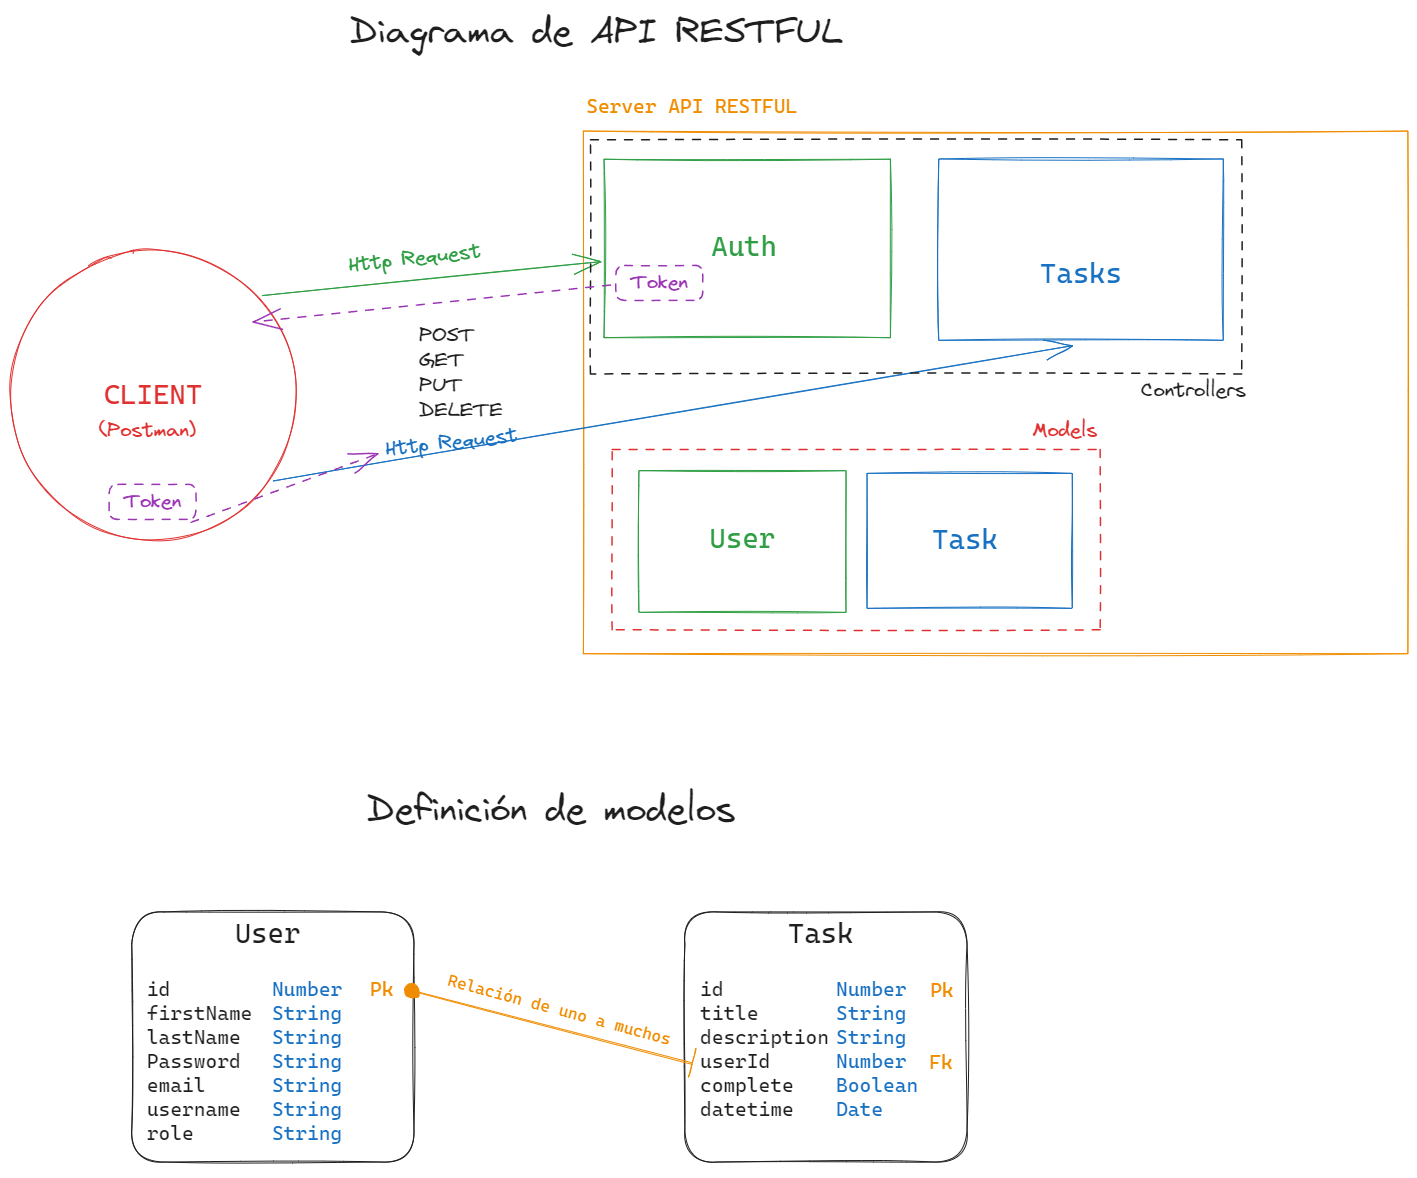 Diagrama de API RESTFUL
Server API RESTFUL
Auth
Tasks
Http Request
Token
POST
GET
PUT
DELETE
Controllers
CLIENT
(Postman)
Http Request
Token
Models
User
Task
Definición de modelos
User
id Number Pk
firstName String
lastName String
Password String
email String
username String
role String
Relación de uno a muchos
Task
id Number Pk
title String
description String
userId Number Fk
complete Boolean
datetime Date